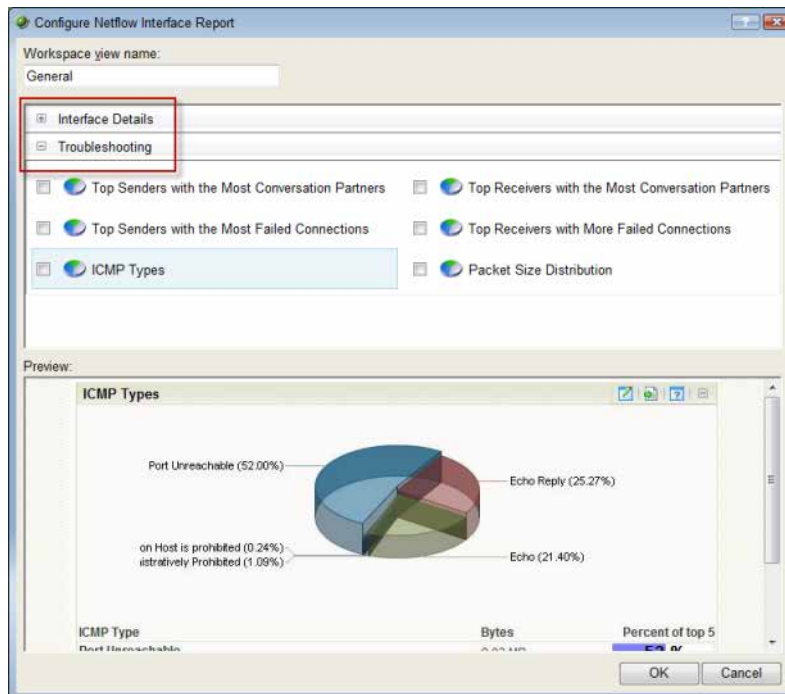 Configure Netflow Interface Report
Workspace view name:
General
Interface Details
Troubleshooting
Top Senders with the Most Conversation Partners
Top Receivers with the Most Conversation Partners
Top Senders with the Most Failed Connections
Top Receivers with More Failed Connections
ICMP Types
Packet Size Distribution
Preview:
ICMP Types
Port Unreachable (52.00%)
Echo Reply (25.27%)
on Host is prohibited (0.24%)
istratively Prohibited (1.09%)
Echo (21.40%)
ICMP Type Bytes Percent of top 5
Port Unreachable 52 %
OK Cancel